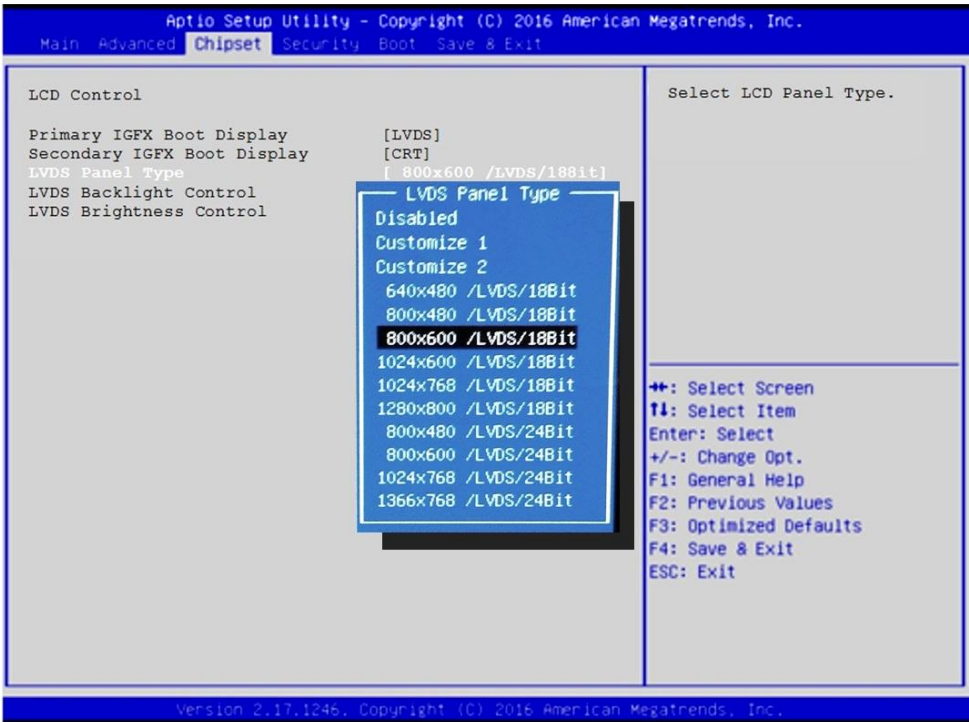 Aptio Setup Utility – Copyright (C) 2016 American Megatrends, Inc.
Main Advanced Chipset Security Boot Save & Exit
LCD Control
Select LCD Panel Type.
Primary IGFX Boot Display [LVDS]
Secondary IGFX Boot Display [CRT]
LVDS Panel Type [ 800x600 /LVDS/188it]
LVDS Backlight Control
LVDS Brightness Control
LVDS Panel Type
Disabled
Customize 1
Customize 2
640x480 /LVDS/18Bit
800x480 /LVDS/18Bit
800x600 /LVDS/18Bit
1024x600 /LVDS/18Bit
1024x768 /LVDS/18Bit
1280x800 /LVDS/18Bit
800x480 /LVDS/24Bit
800x600 /LVDS/24Bit
1024x768 /LVDS/24Bit
1366x768 /LVDS/24Bit
→←: Select Screen
↑↓: Select Item
Enter: Select
+/-: Change Opt.
F1: General Help
F2: Previous Values
F3: Optimized Defaults
F4: Save & Exit
ESC: Exit
Version 2.17.1246. Copyright (C) 2016 American Megatrends, Inc.